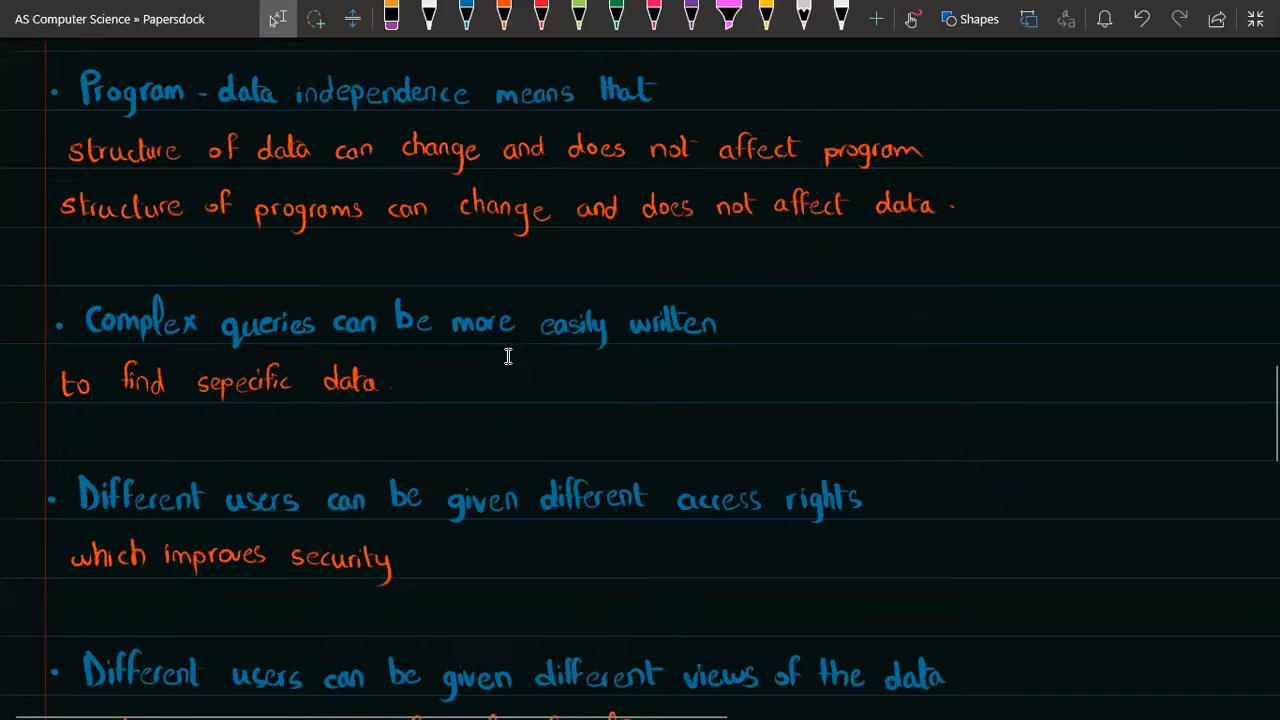 AS Computer Science » Papersdock
Shapes
• Program - data independence means that
structure of data can change and does not affect program
structure of programs can change and does not affect data.
• Complex queries can be more easily written
to find sepecific data.
• Different users can be given different access rights
which improves security
• Different users can be given different views of the data